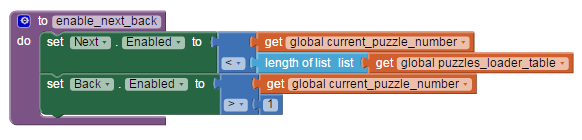 to enable_next_back
do set Next . Enabled to get global current_puzzle_number
< length of list list get global puzzles_loader_table
set Back . Enabled to get global current_puzzle_number
> 1